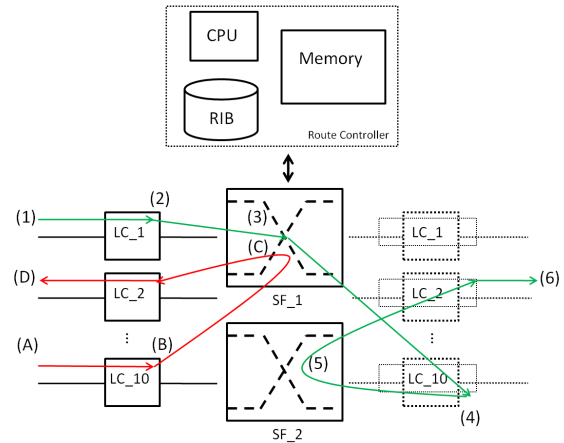 CPU
Memory
RIB
Route Controller
(1)
(2)
(3)
LC_1
LC_1
(C)
(D)
(6)
LC_2
LC_2
SF_1
⋮
⋮
(A)
(B)
(5)
LC_10
LC_10
(4)
SF_2